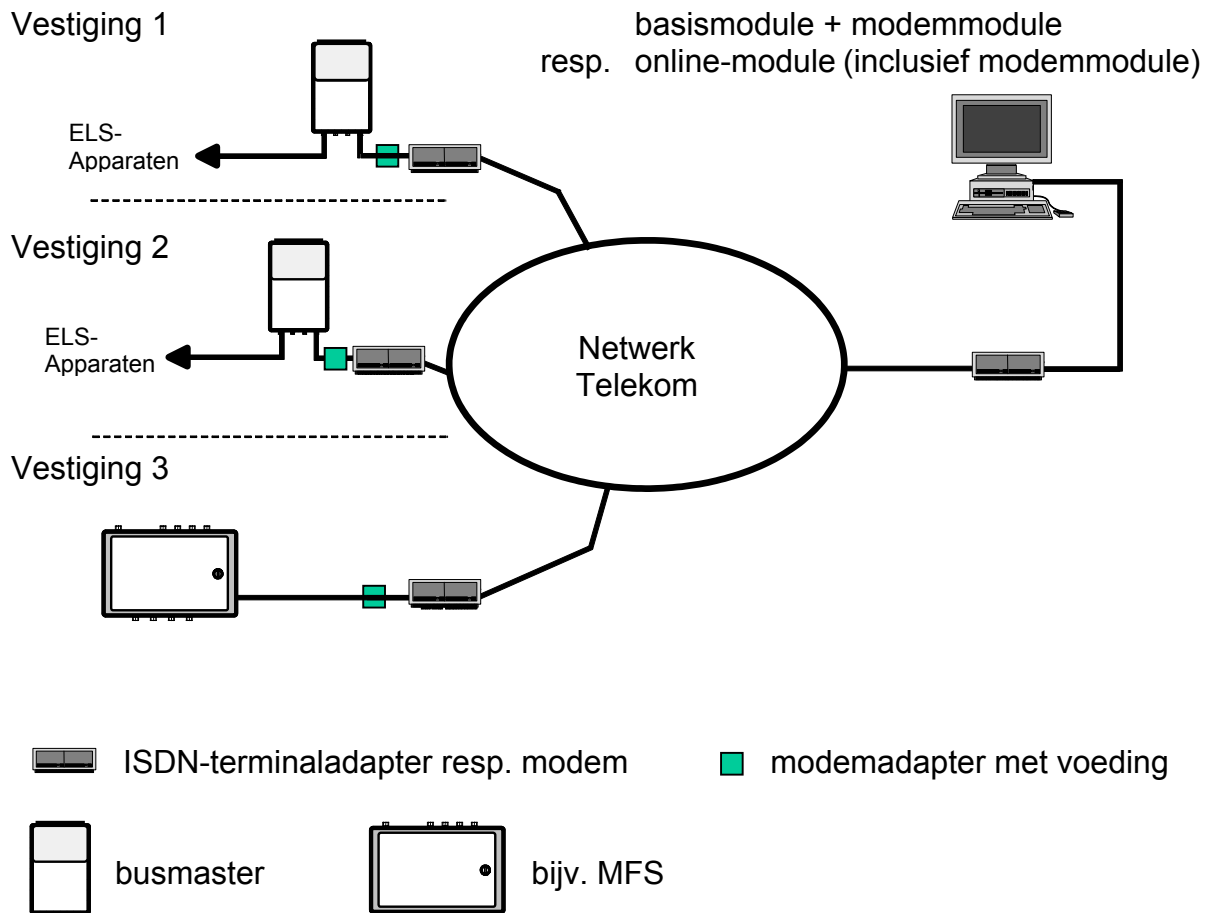 Vestiging 1
basismodule + modemmodule
resp. online-module (inclusief modemmodule)
ELS-
Apparaten
Vestiging 2
ELS-
Apparaten
Netwerk
Telekom
Vestiging 3
ISDN-terminaladapter resp. modem
modemadapter met voeding
busmaster
bijv. MFS